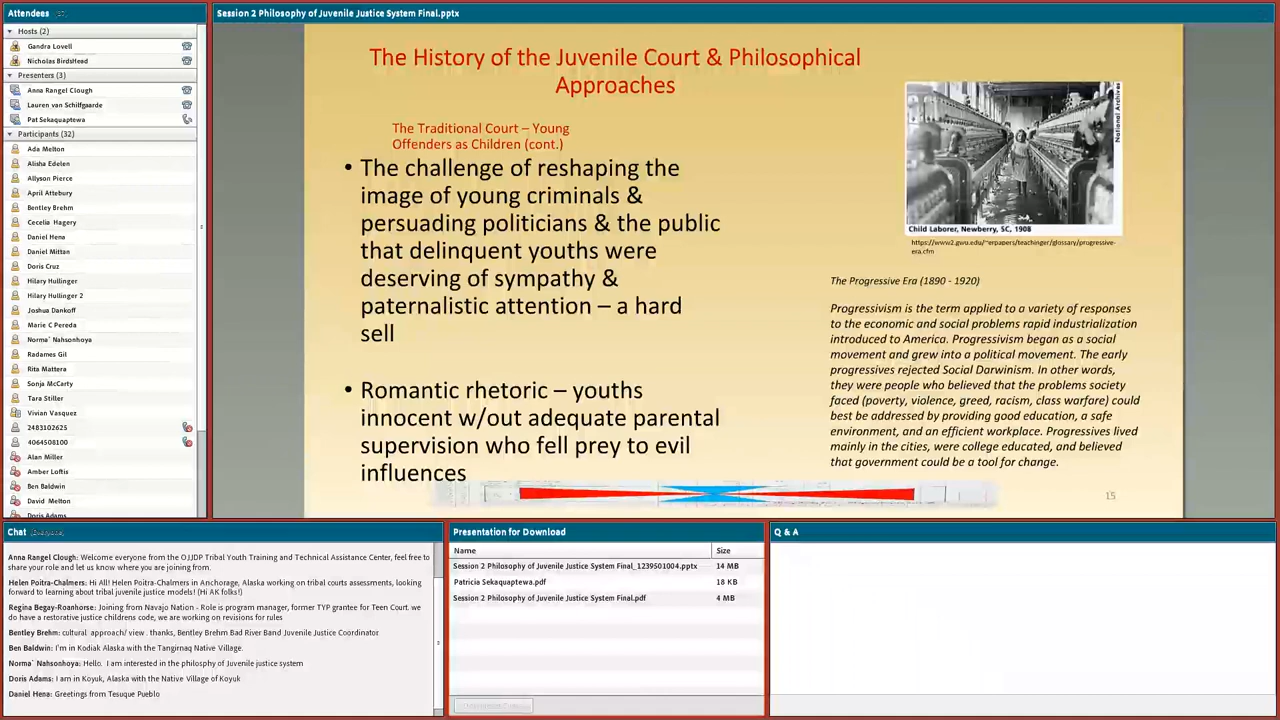 Attendees
Session 2 Philosophy of Juvenile Justice System Final.pptx
Hosts (2)
Gandra Lovell
Nicholas BirdsHead
Presenters (3)
Anna Rangel Clough
Lauren van Schilfgaarde
Pat Sekaquaptewa
Participants (32)
Ada Melton
Alisha Edelen
Allyson Pierce
April Attebury
Bentley Brehm
Cecelia Hagery
Daniel Hena
Daniel Mittan
Doris Cruz
Hilary Hullinger
Hilary Hullinger 2
Joshua Dankoff
Marie C Pereda
Norma` Nahsonhoya
Radames Gil
Rita Mattera
Sonja McCarty
Tara Stiller
Vivian Vasquez
2483102625
4064508100
Alan Miller
Amber Loftis
Ben Baldwin
David Melton
Doris Adams
The History of the Juvenile Court & Philosophical
Approaches
The Traditional Court – Young
Offenders as Children (cont.)
• The challenge of reshaping the
image of young criminals &
persuading politicians & the public
that delinquent youths were
deserving of sympathy &
paternalistic attention – a hard
sell
• Romantic rhetoric – youths
innocent w/out adequate parental
supervision who fell prey to evil
influences
National Archives
Child Laborer, Newberry, SC, 1908
https://www2.gwu.edu/~erpapers/teachinger/glossary/progressive-
era.cfm
The Progressive Era (1890 - 1920)
Progressivism is the term applied to a variety of responses
to the economic and social problems rapid industrialization
introduced to America. Progressivism began as a social
movement and grew into a political movement. The early
progressives rejected Social Darwinism. In other words,
they were people who believed that the problems society
faced (poverty, violence, greed, racism, class warfare) could
best be addressed by providing good education, a safe
environment, and an efficient workplace. Progressives lived
mainly in the cities, were college educated, and believed
that government could be a tool for change.
15
Chat (Everyone)
Anna Rangel Clough: Welcome everyone from the OJJDP Tribal Youth Training and Technical Assistance Center, feel free to
share your role and let us know where you are joining from.
Helen Poitra-Chalmers: Hi All! Helen Poitra-Chalmers in Anchorage, Alaska working on tribal courts assessments, looking
forward to learning about tribal juvenile justice models! (Hi AK folks!)
Regina Begay-Roanhorse: Joining from Navajo Nation - Role is program manager, former TYP grantee for Teen Court. we
do have a restorative justice childrens code, we are working on revisions for rules
Bentley Brehm: cultural approach/ view . thanks, Bentley Brehm Bad River Band Juvenile Justice Coordinator
Ben Baldwin: I'm in Kodiak Alaska with the Tangirnaq Native Village.
Norma` Nahsonhoya: Hello. I am interested in the philosphy of Juvenile justice system
Doris Adams: I am in Koyuk, Alaska with the Native Village of Koyuk
Daniel Hena: Greetings from Tesuque Pueblo
Presentation for Download
Name Size
Session 2 Philosophy of Juvenile Justice System Final_1239501004.pptx 14 MB
Patricia Sekaquaptewa.pdf 18 KB
Session 2 Philosophy of Juvenile Justice System Final.pdf 4 MB
Q & A